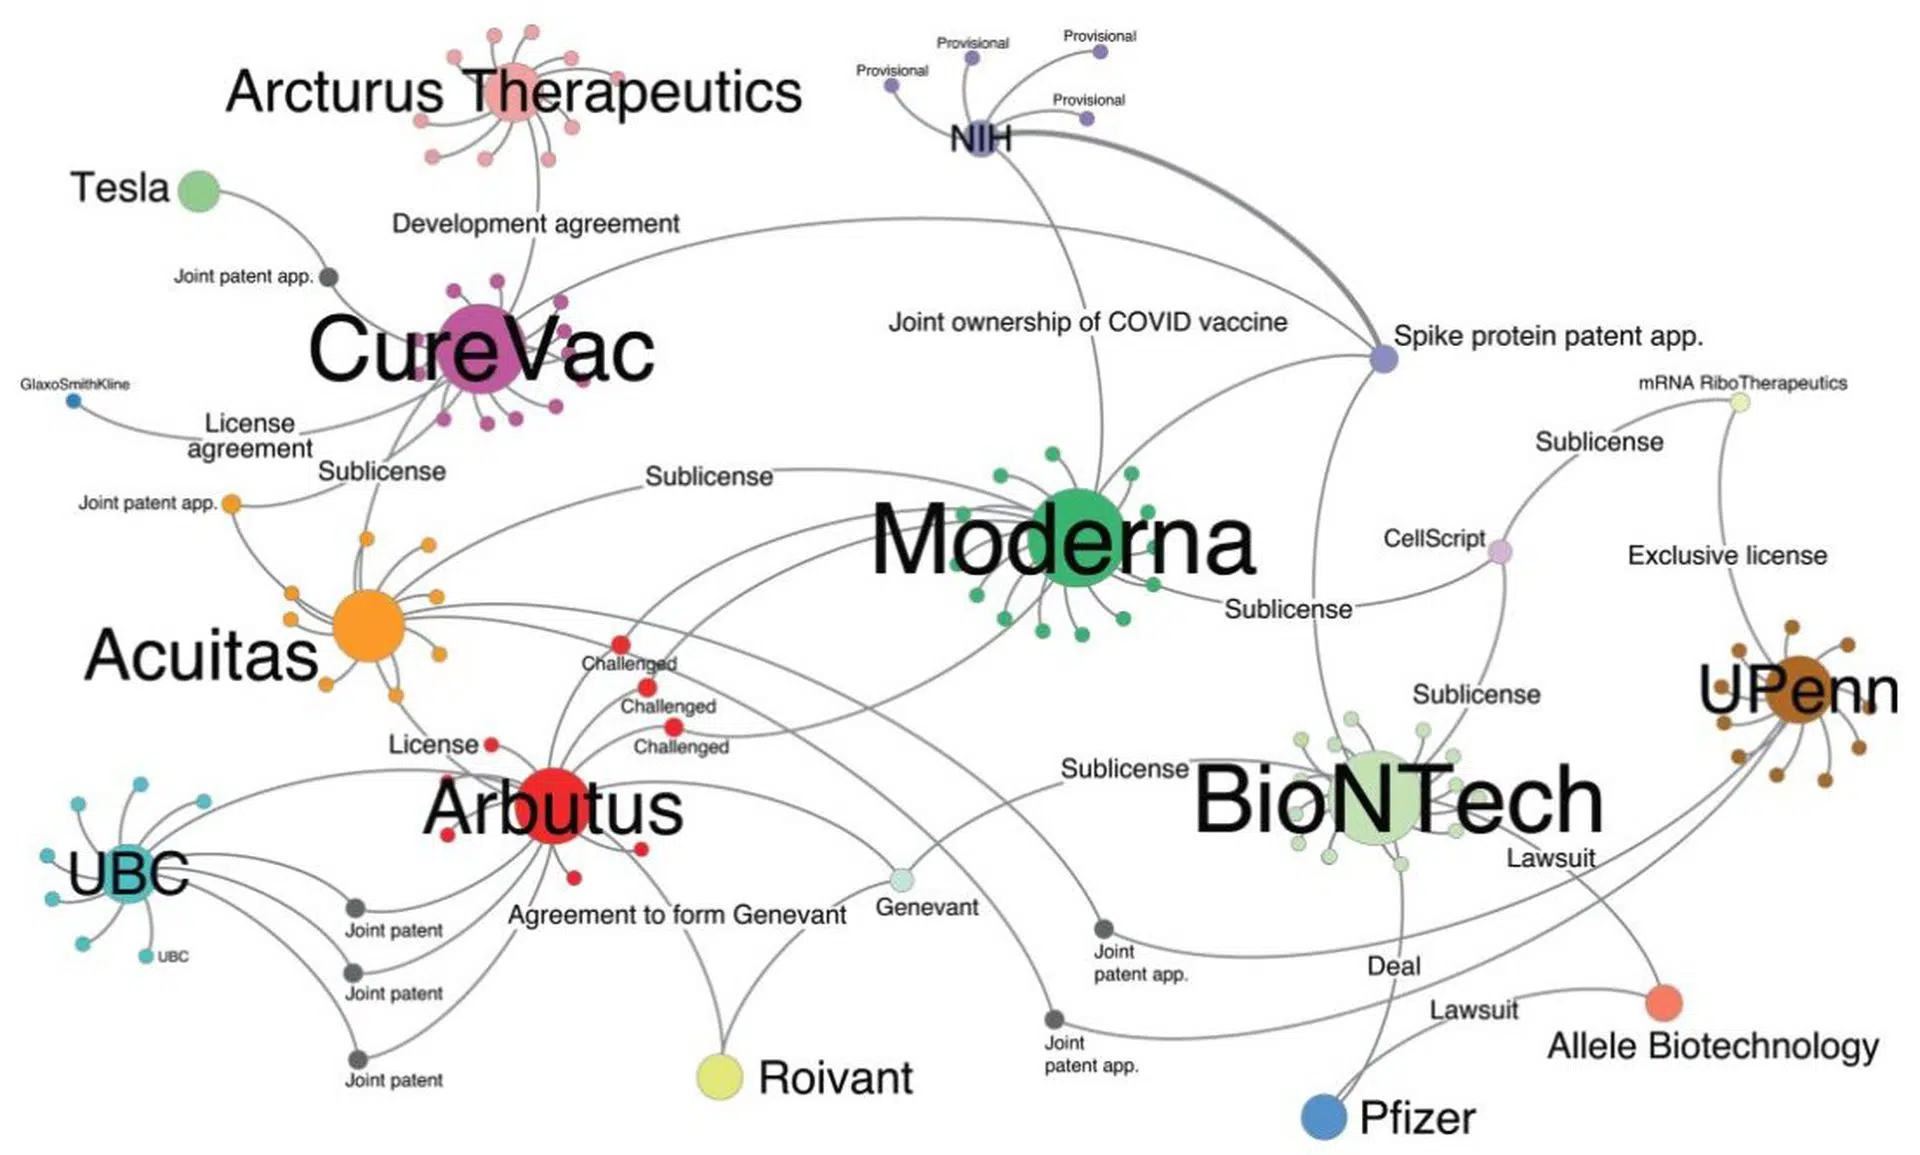 Provisional
Provisional
Provisional
Provisional
Arcturus Therapeutics
NIH
Tesla
Development agreement
Joint patent app.
Joint ownership of COVID vaccine
Spike protein patent app.
CureVac
GlaxoSmithKline
mRNA RiboTherapeutics
License
agreement
Sublicense
Sublicense
Sublicense
Joint patent app.
Moderna
CellScript
Exclusive license
Sublicense
Acuitas
Challenged
Challenged
Challenged
Sublicense
UPenn
License
Sublicense
Arbutus
BioNTech
Lawsuit
UBC
Genevant
Agreement to form Genevant
Joint patent
UBC
Joint
patent app.
Deal
Joint patent
Lawsuit
Joint
patent app.
Allele Biotechnology
Joint patent
Roivant
Pfizer